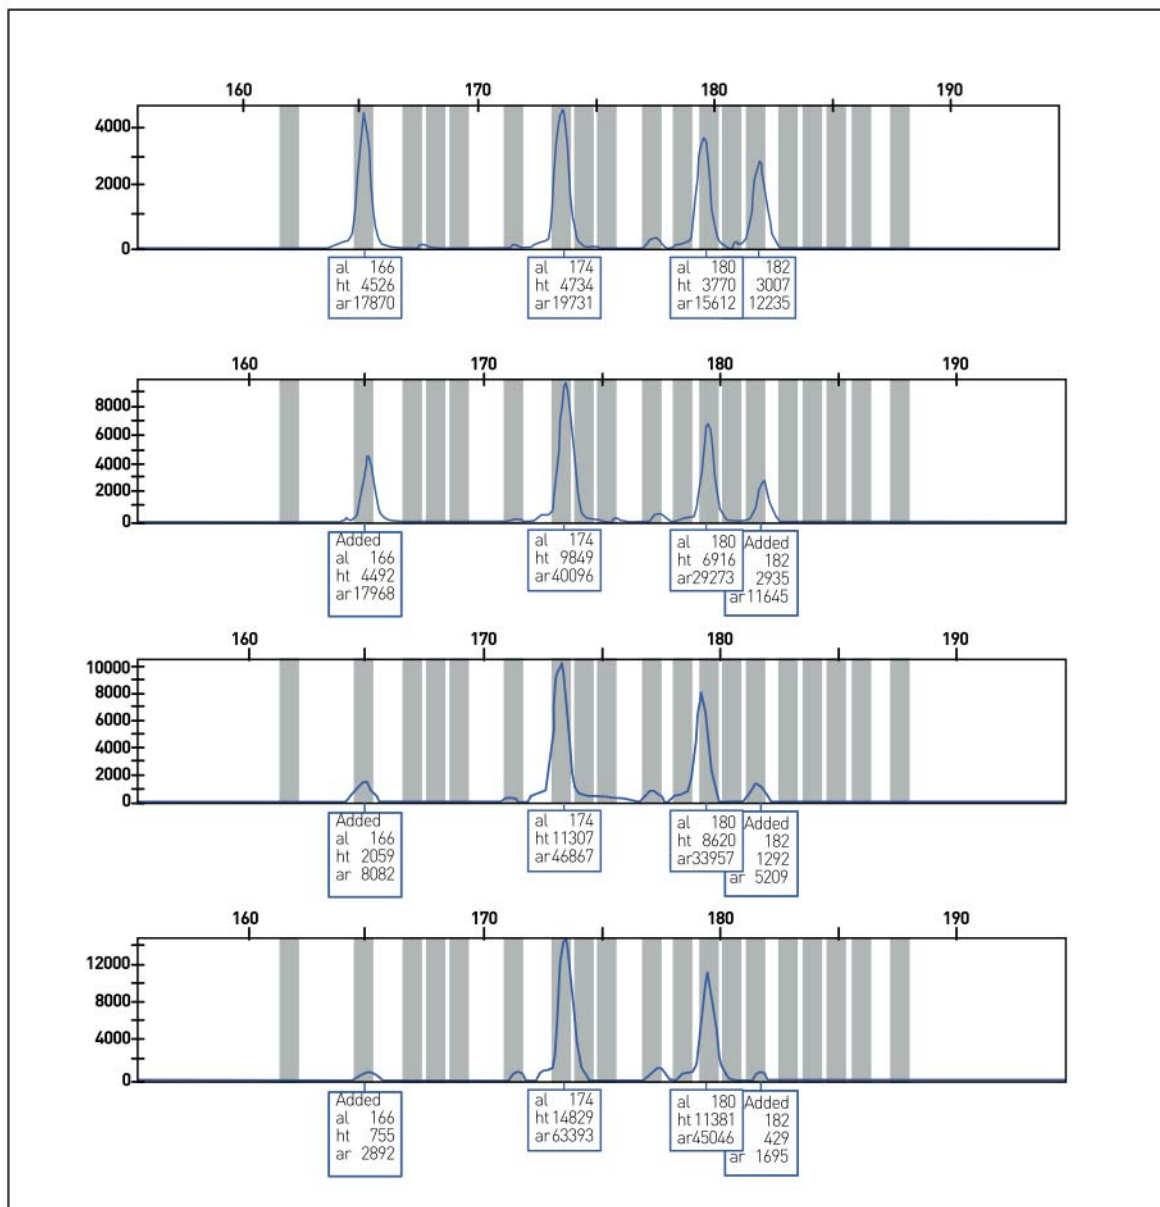 160 170 180 190
4000
2000
0
al 166
ht 4526
ar 17870
al 174
ht 4734
ar 19731
al 180
ht 3770
ar 15612
182
3007
12235
160 170 180 190
8000
6000
4000
2000
0
Added
al 166
ht 4492
ar 17968
al 174
ht 9849
ar 40096
al 180
ht 6916
ar 29273
Added
182
2935
ar 11645
160 170 180 190
10000
8000
6000
4000
2000
0
Added
al 166
ht 2059
ar 8082
al 174
ht 11307
ar 46867
al 180
ht 8620
ar 33957
Added
182
1292
ar 5209
160 170 180 190
12000
8000
4000
0
Added
al 166
ht 755
ar 2892
al 174
ht 14829
ar 63393
al 180
ht 11381
ar 45046
Added
182
429
ar 1695